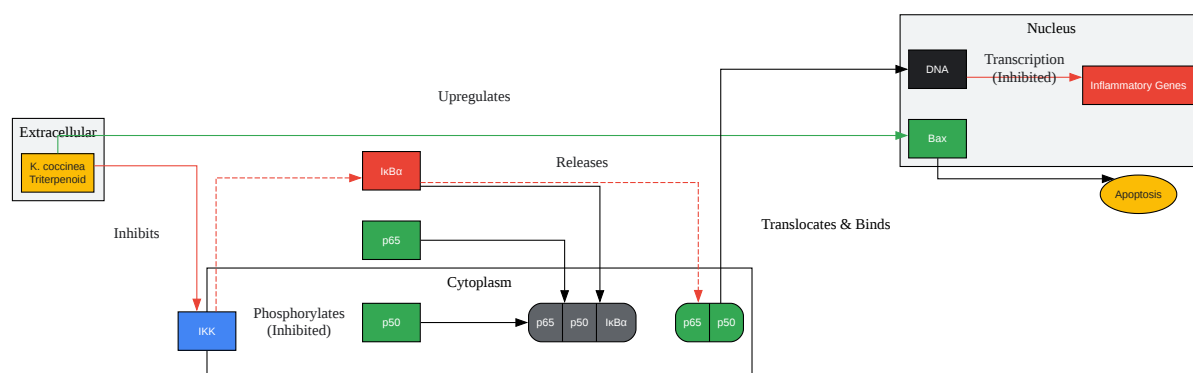 Nucleus
DNA
Transcription
(Inhibited)
Inflammatory Genes
Upregulates
Extracellular
K. coccinea
Triterpenoid
Bax
IκBα
Releases
Apoptosis
Inhibits
p65
Translocates & Binds
Cytoplasm
IKK
Phosphorylates
(Inhibited)
p50
p65 p50 IκBα
p65 p50